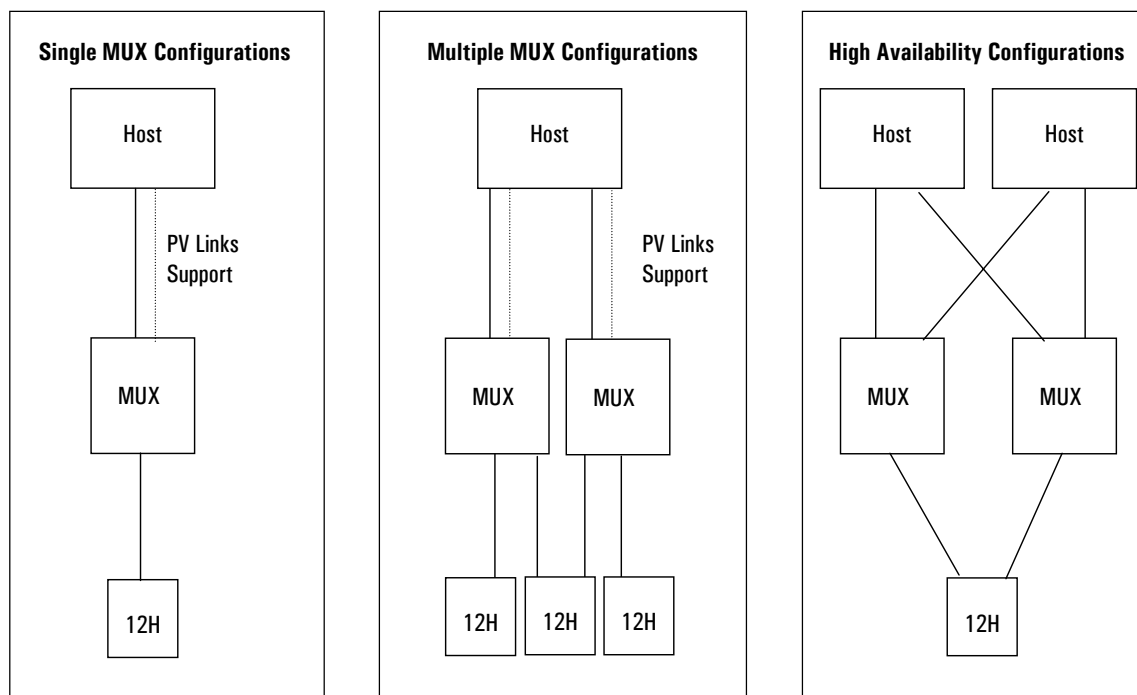 Single MUX Configurations
Host
PV Links
Support
MUX
12H
Multiple MUX Configurations
Host
PV Links
Support
MUX
MUX
12H
12H
12H
High Availability Configurations
Host
Host
MUX
MUX
12H